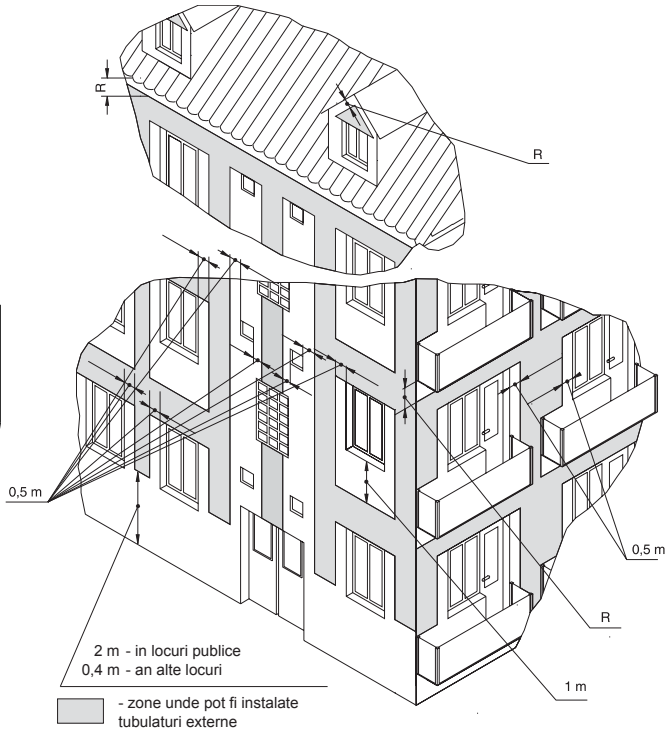 R
R
0,5 m
0,5 m
R
1 m
2 m - in locuri publice
0,4 m - an alte locuri
- zone unde pot fi instalate
tubulaturi externe